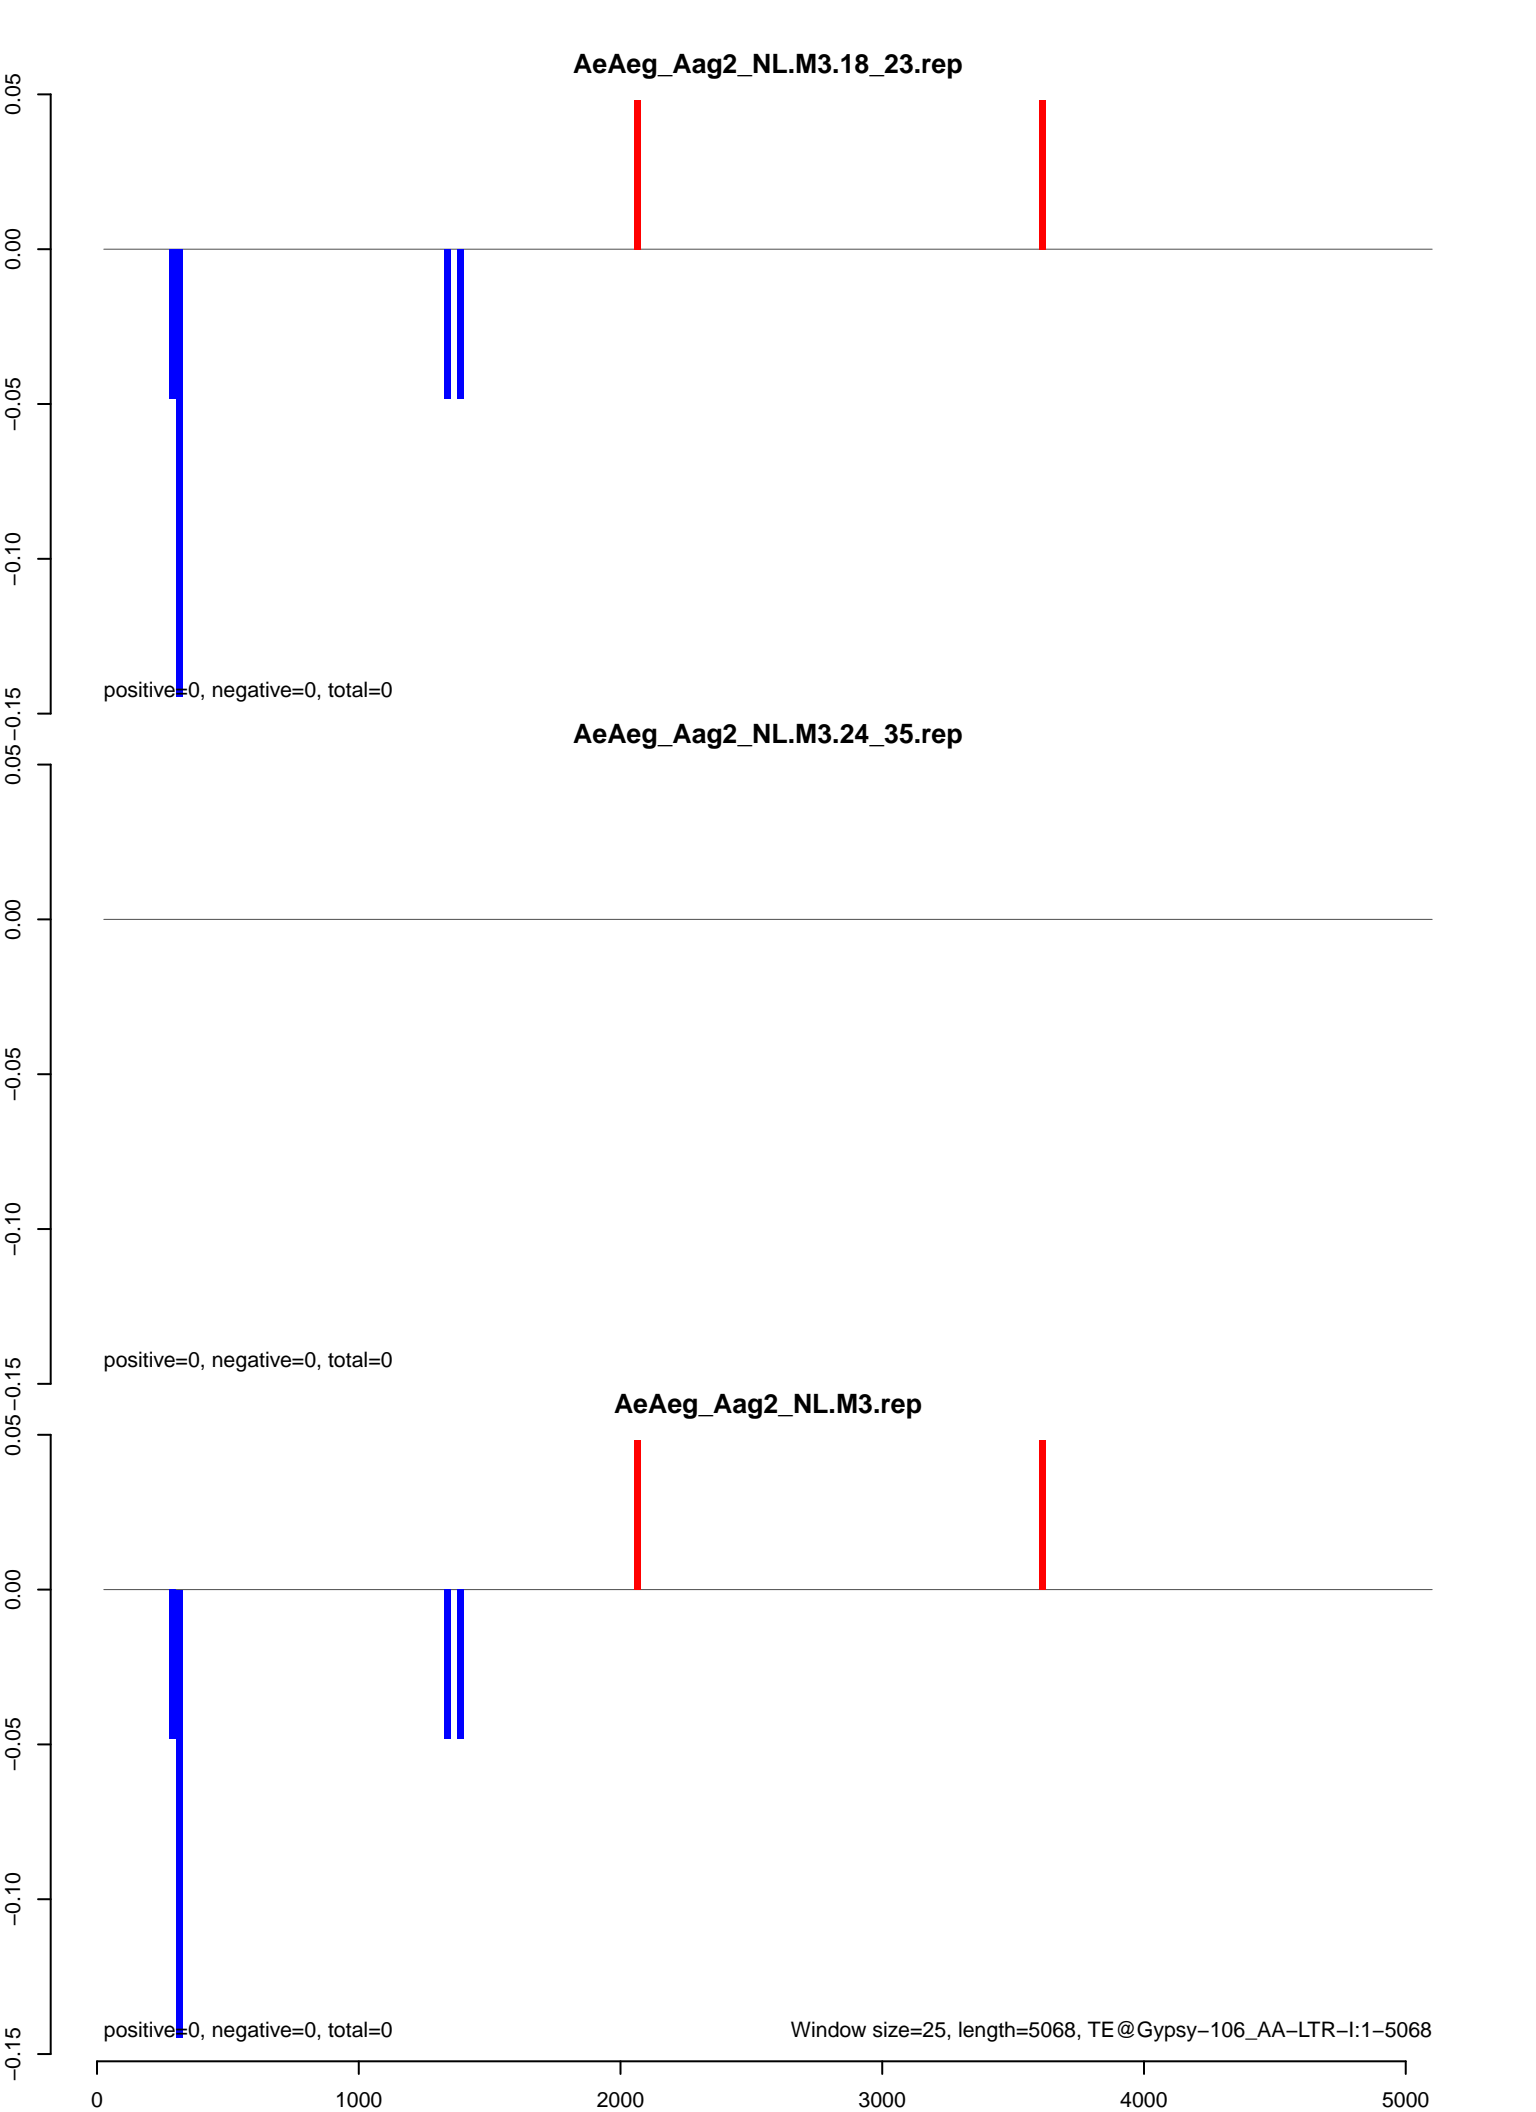 AeAeg_Aag2_NL.M3.18_23.rep
0.05
0.00
−0.05
−0.10
−0.15
positive=0, negative=0, total=0
AeAeg_Aag2_NL.M3.24_35.rep
0.05
0.00
−0.05
−0.10
−0.15
positive=0, negative=0, total=0
AeAeg_Aag2_NL.M3.rep
0.05
0.00
−0.05
−0.10
−0.15
positive=0, negative=0, total=0
Window size=25, length=5068, TE@Gypsy−106_AA−LTR−I:1−5068
0 1000 2000 3000 4000 5000